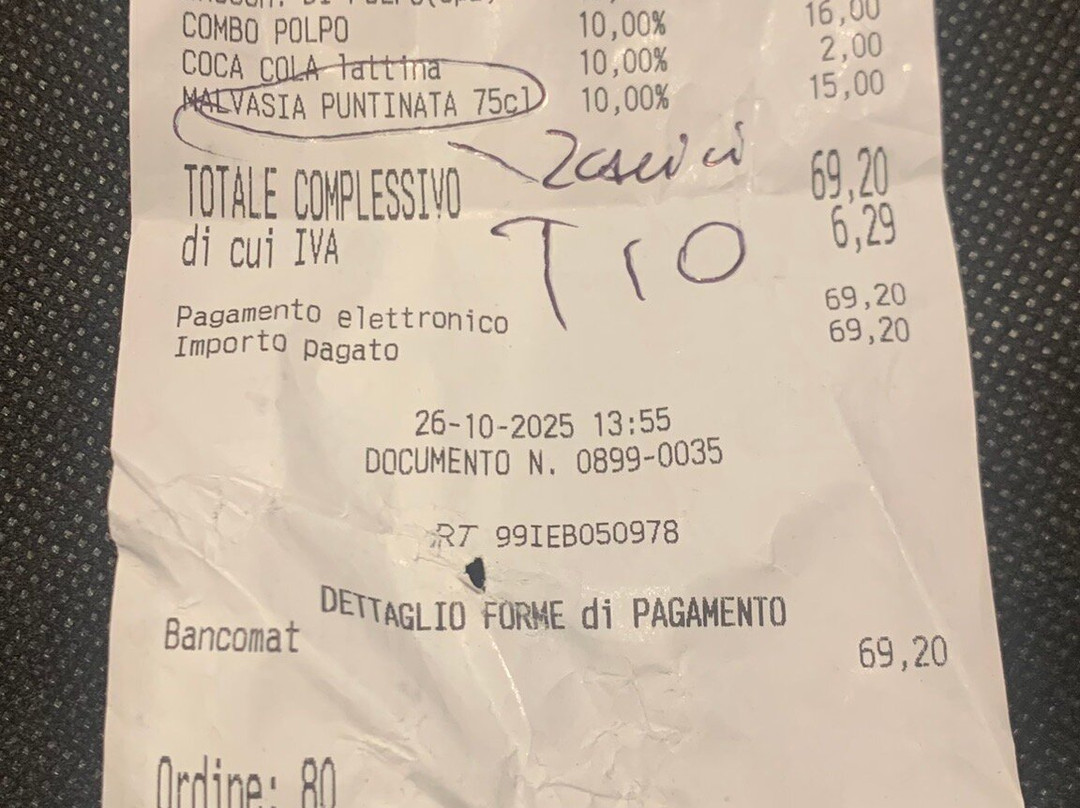 COMBO POLPO 10,00% 16,00
COCA COLA lattina 10,00% 2,00
MALVASIA PUNTINATA 75cl 10,00% 15,00
TOTALE COMPLESSIVO 69,20
di cui IVA 6,29
Pagamento elettronico 69,20
Importo pagato 69,20
26-10-2025 13:55
DOCUMENTO N. 0899-0035
RT 99IEB050978
DETTAGLIO FORME di PAGAMENTO
Bancomat 69,20
Ordine: 80